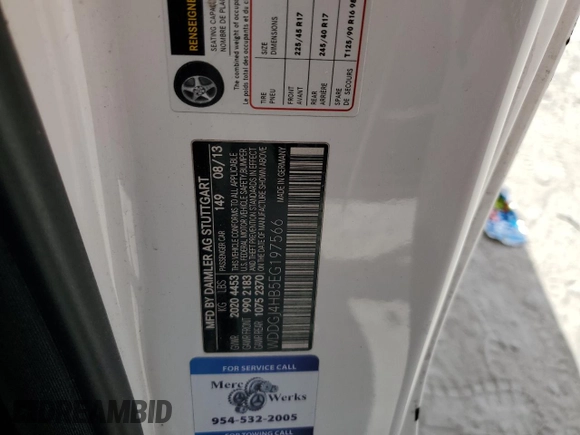 RENSEIGNE
SEATING CAPACITY
NOMBRE DE PLA
The combined weight of occup
Le poids total des occupants et du c
TIRE
PNEU
SIZE
DIMENSION
FRONT
AVANT
225/45 R17
REAR
ARRIÈRE
245/40 R17
SPARE
DE SECOURS
T125/90 R16 98
MFD BY DAIMLER AG STUTTGART
PASSENGER CAR 149 08/13
KG LBS
GVWR 2020 4453
GAWR FRONT 990 2183
GAWR REAR 1075 2370
THIS VEHICLE CONFORMS TO ALL APPLICABLE
U.S. FEDERAL MOTOR VEHICLE SAFETY, BUMPER
AND THEFT PREVENTION STANDARDS IN EFFECT
ON THE DATE OF MANUFACTURE SHOWN ABOVE
WDDGJ4HB5EG197566
MADE IN GERMANY
FOR SERVICE CALL
Merc Werks
954-532-2005
FOR TOWING CALL
DREAMBID